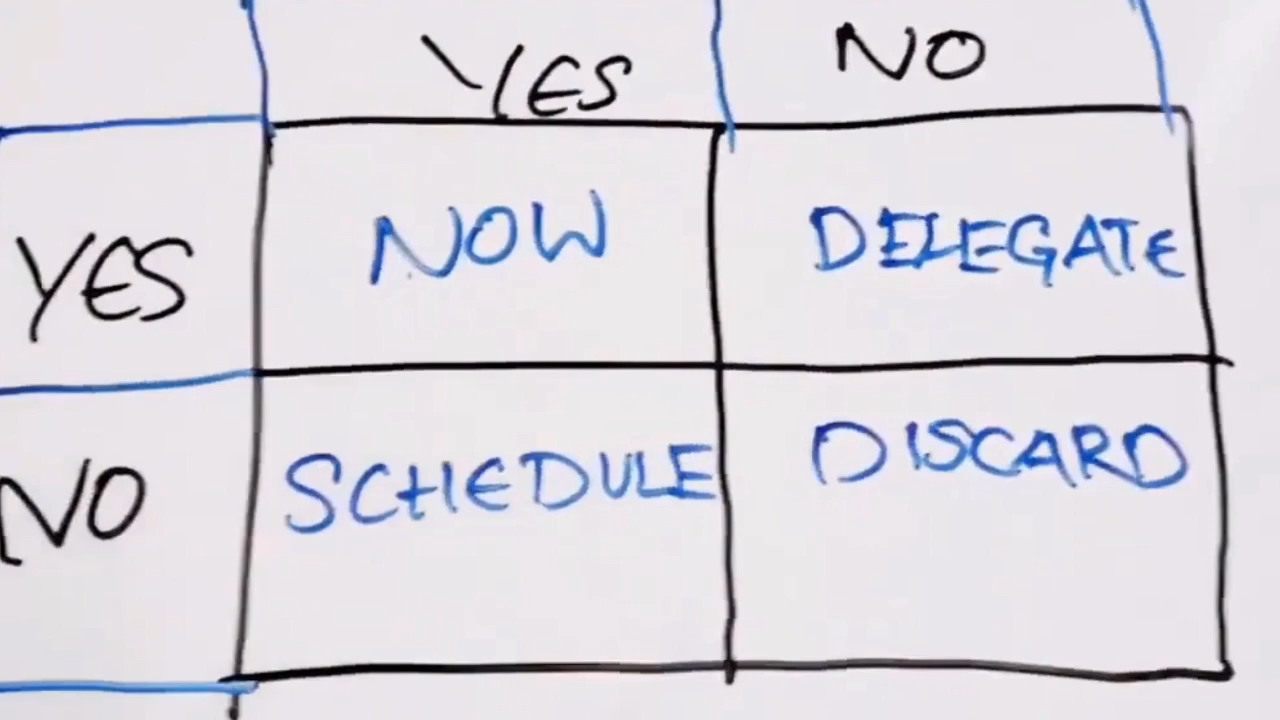 YES NO
YES NOW DELEGATE
NO SCHEDULE DISCARD